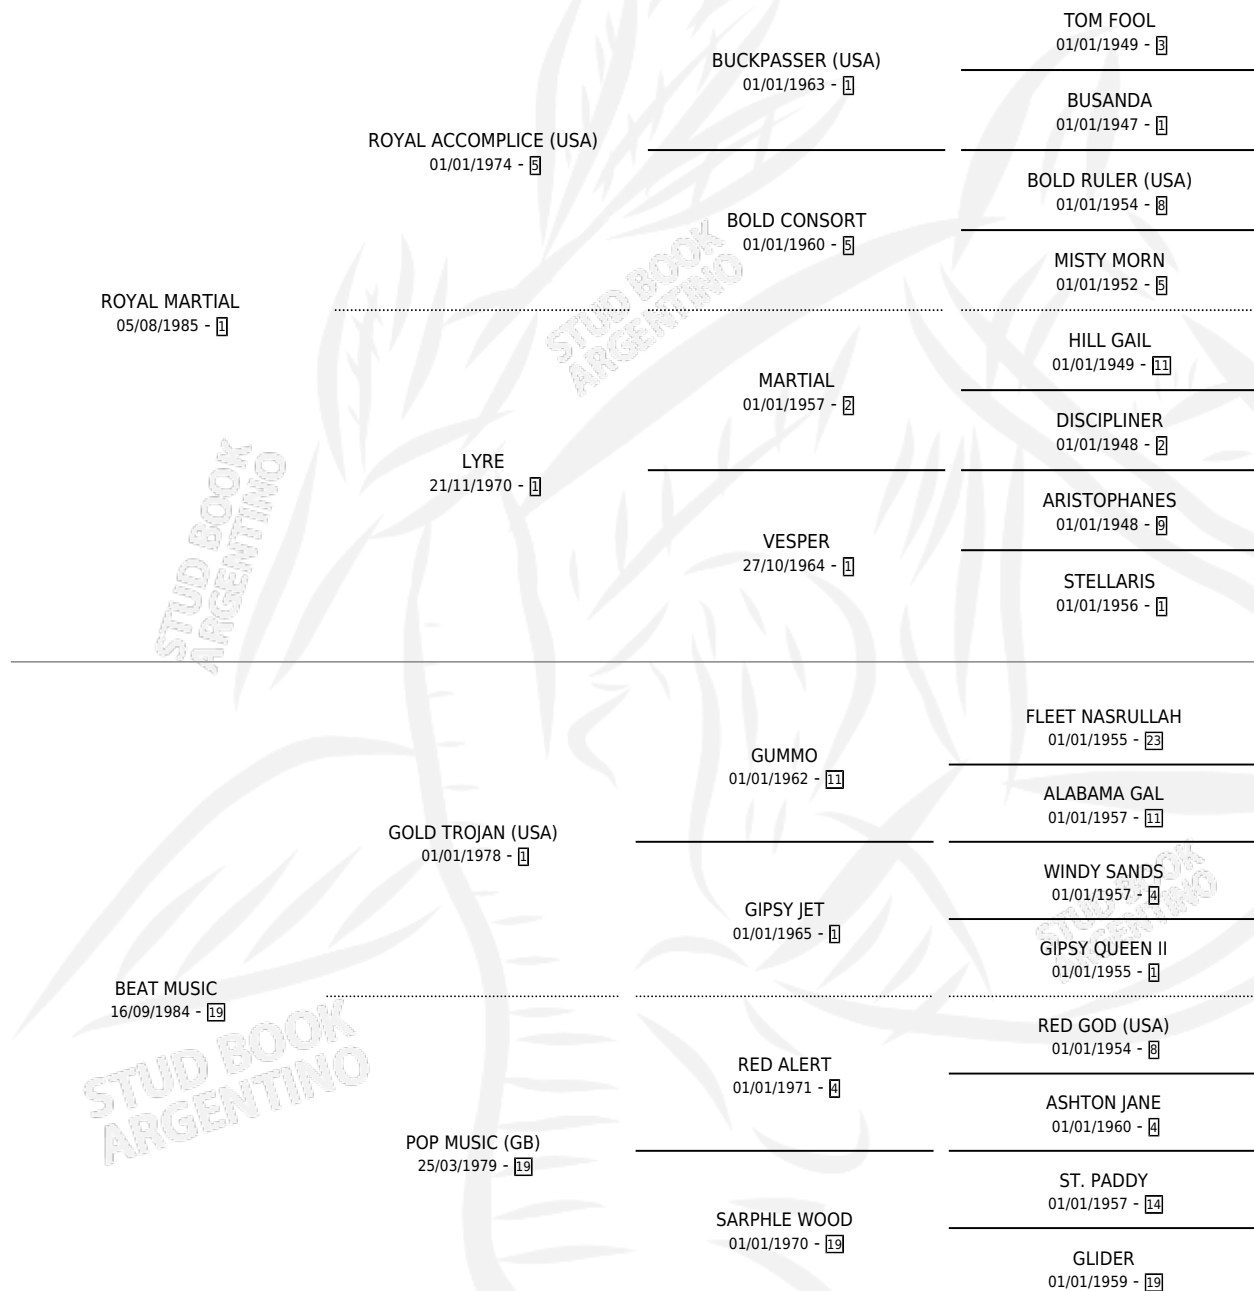 TOM FOOL
01/01/1949 - 3
BUCKPASSER (USA)
01/01/1963 - 1
BUSANDA
01/01/1947 - 1
ROYAL ACCOMPLICE (USA)
01/01/1974 - 5
BOLD RULER (USA)
01/01/1954 - 8
BOLD CONSORT
01/01/1960 - 5
MISTY MORN
01/01/1952 - 5
ROYAL MARTIAL
05/08/1985 - 1
HILL GAIL
01/01/1949 - 11
MARTIAL
01/01/1957 - 2
DISCIPLINER
01/01/1948 - 2
LYRE
21/11/1970 - 1
ARISTOPHANES
01/01/1948 - 9
VESPER
27/10/1964 - 1
STELLARIS
01/01/1956 - 1
FLEET NASRULLAH
01/01/1955 - 23
GUMMO
01/01/1962 - 11
ALABAMA GAL
01/01/1957 - 11
GOLD TROJAN (USA)
01/01/1978 - 1
WINDY SANDS
01/01/1957 - 4
GIPSY JET
01/01/1965 - 1
GIPSY QUEEN II
01/01/1955 - 1
BEAT MUSIC
16/09/1984 - 19
RED GOD (USA)
01/01/1954 - 8
RED ALERT
01/01/1971 - 4
ASHTON JANE
01/01/1960 - 4
POP MUSIC (GB)
25/03/1979 - 19
ST. PADDY
01/01/1957 - 14
SARPHLE WOOD
01/01/1970 - 19
GLIDER
01/01/1959 - 19
STUD BOOK
ARGENTINO
STUD BOOK
ARGENTINO
STUD BOOK
ARGENTINO
STUD BOOK
ARGENTINO